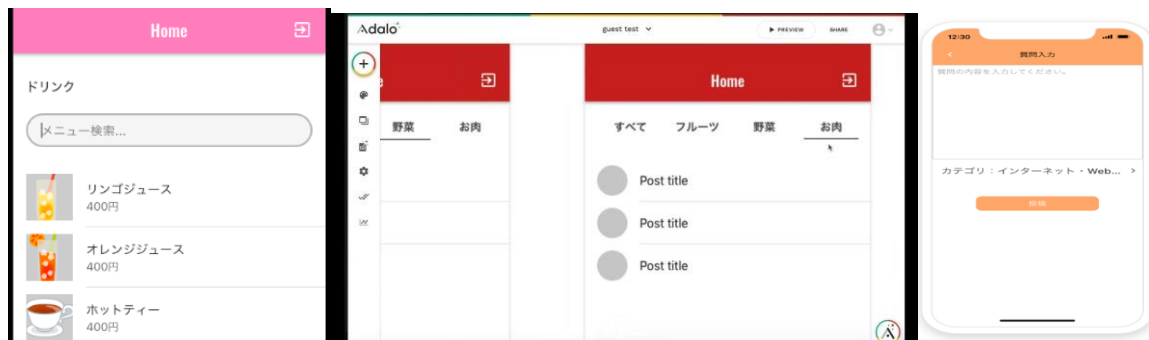 Home
ドリンク
メニュー検索...
リンゴジュース
400円
オレンジジュース
400円
ホットティー
400円
Adalo
guest test
PREVIEW
SHARE
e
野菜 お肉
Home
すべて フルーツ 野菜 お肉
Post title
Post title
Post title
12:30
質問入力
質問の内容を入力してください。
カテゴリ：インターネット・Web... >
投稿